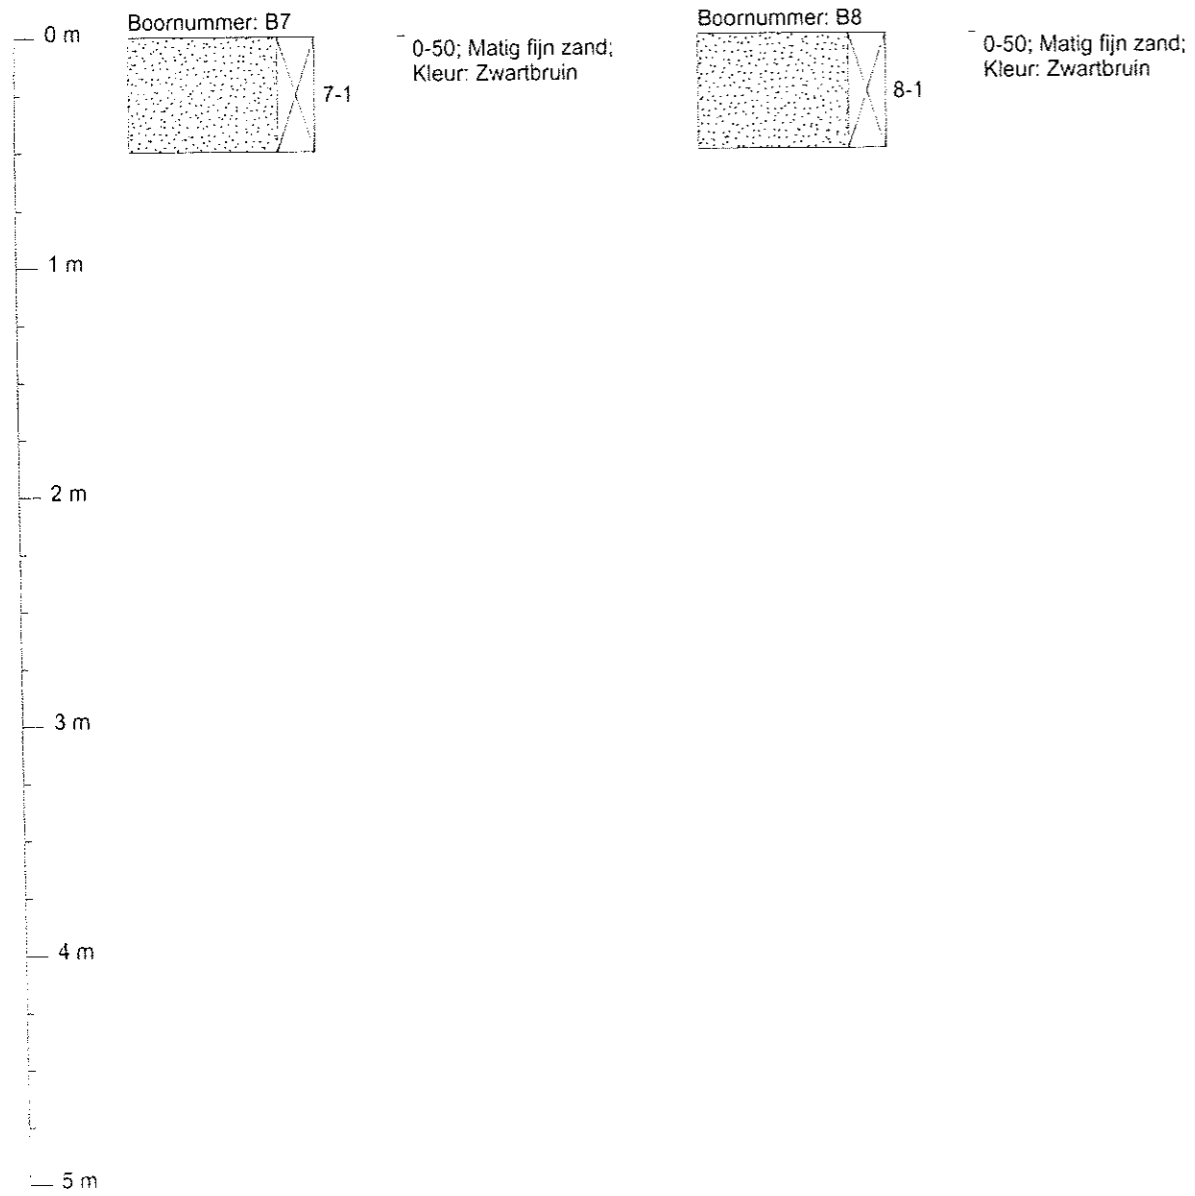 Boornummer: B7
0 m
7-1
0-50; Matig fijn zand;
Kleur: Zwartbruin
Boornummer: B8
8-1
0-50; Matig fijn zand;
Kleur: Zwartbruin
1 m
2 m
3 m
4 m
5 m